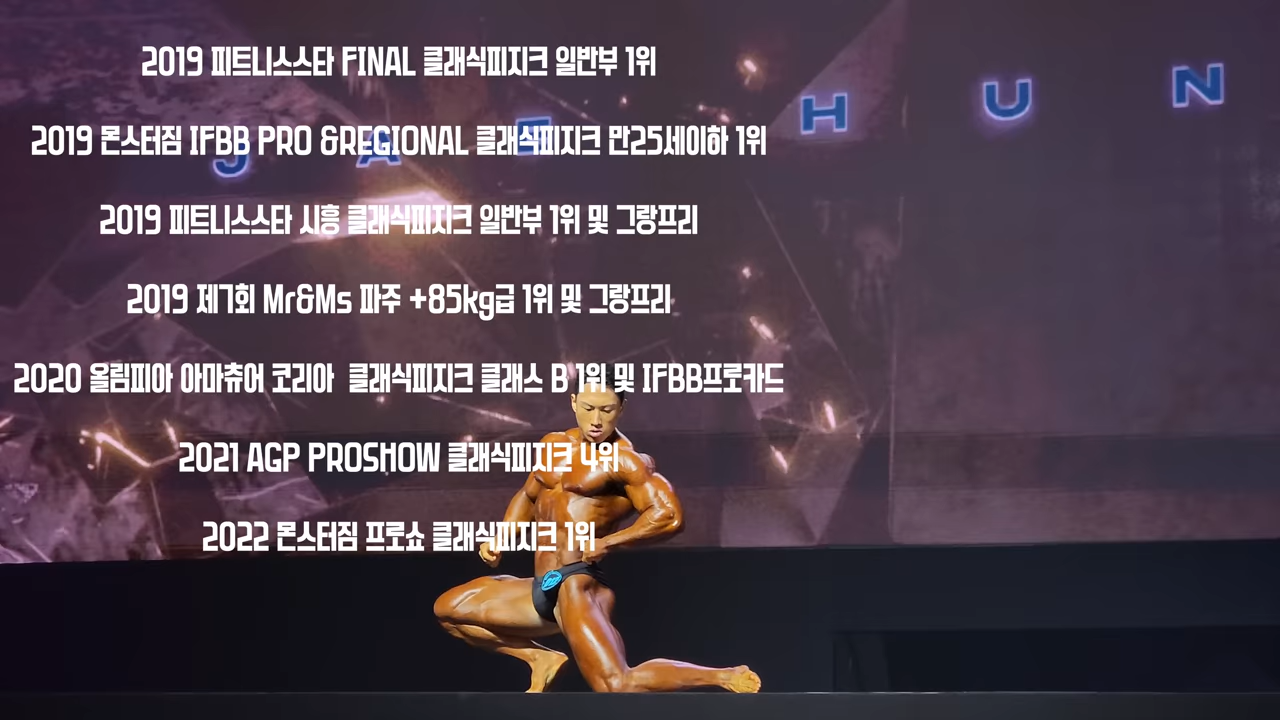 2019 피트니스스타 FINAL 클래식피지크 일반부 1위
2019 몬스터짐 IFBB PRO &REGIONAL 클래식피지크 만25세이하 1위
J A E H U N
2019 피트니스스타 시흥 클래식피지크 일반부 1위 및 그랑프리
2019 제7회 Mr&Ms 파주 +85kg급 1위 및 그랑프리
2020 올림피아 아마츄어 코리아 클래식피지크 클래스 B 1위 및 IFBB프로카드
2021 AGP PROSHOW 클래식피지크 4위
2022 몬스터짐 프로쇼 클래식피지크 1위